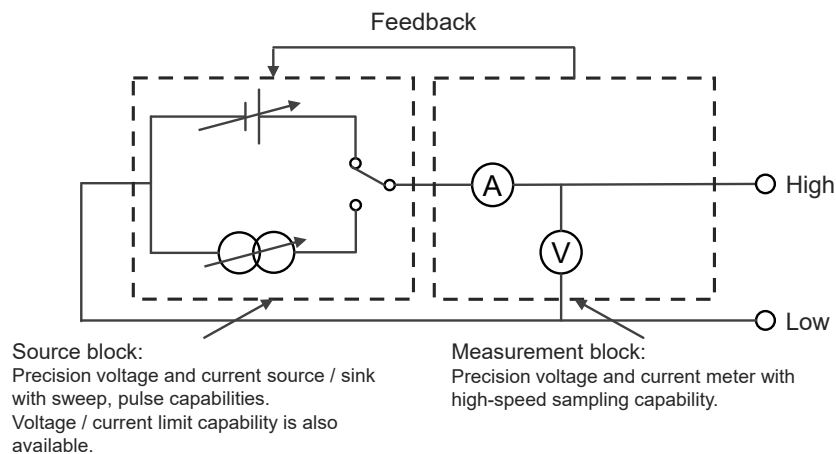 Feedback
A
High
V
Low
Source block:
Precision voltage and current source / sink
with sweep, pulse capabilities.
Voltage / current limit capability is also
available.
Measurement block:
Precision voltage and current meter with
high-speed sampling capability.